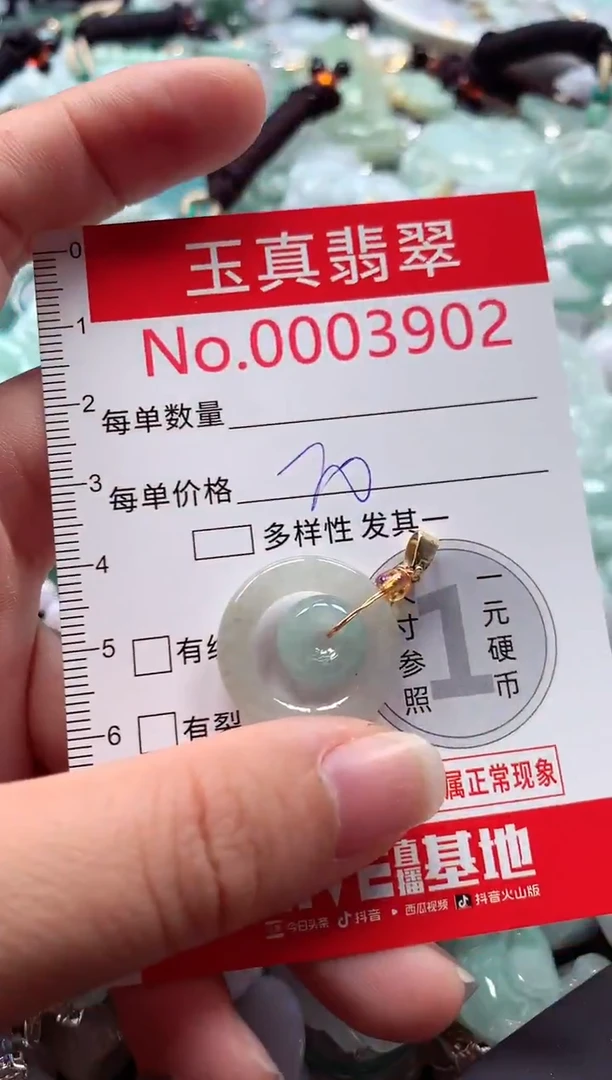 玉真翡翠
No.0003902
0
1
2
每单数量
3
每单价格 70
4
多样性 发其一
5
有
寸参照
1
一元硬币
6
有裂
属正常现象
直播基地
今日头条 抖音 西瓜视频 抖音火山版